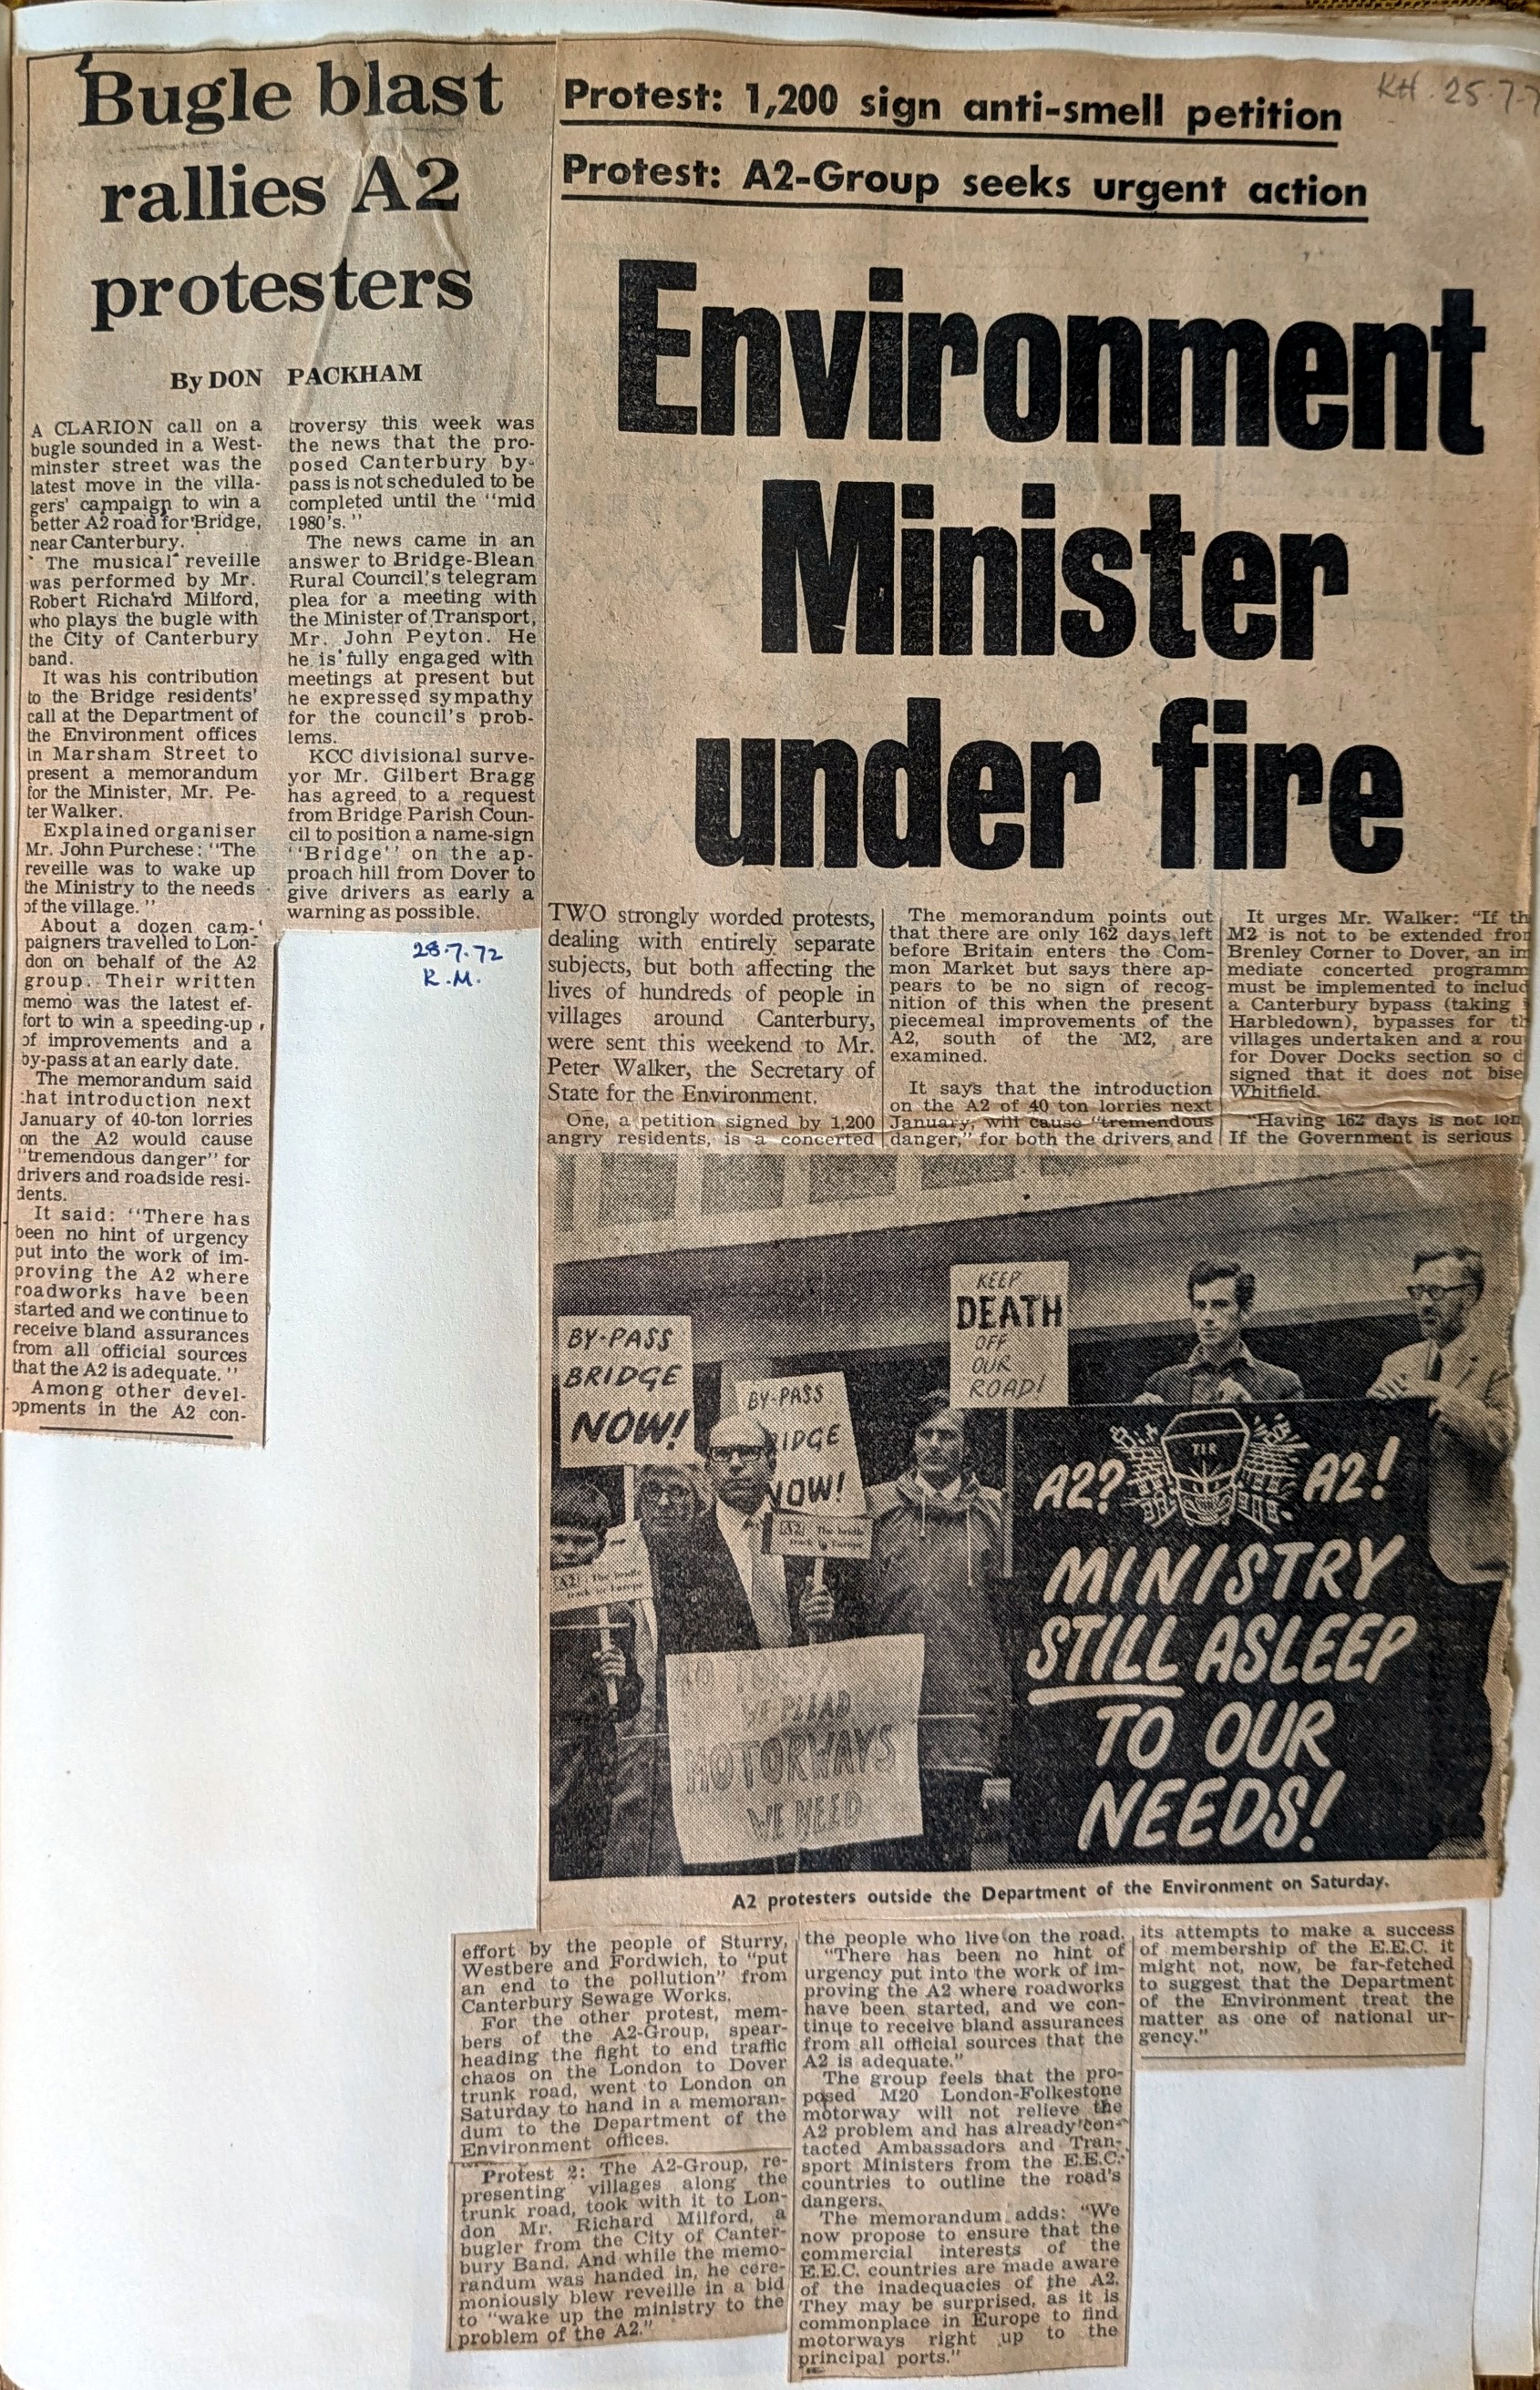 Bugle blast
rallies A2
protesters
By DON PACKHAM
A CLARION call on a
bugle sounded in a West-
minster street was the
latest move in the villa-
gers' campaign to win a
better A2 road for Bridge,
near Canterbury.
The musical reveille
was performed by Mr.
Robert Richard Milford,
who plays the bugle with
the City of Canterbury
band.
It was his contribution
to the Bridge residents'
call at the Department of
the Environment offices
in Marsham Street to
present a memorandum
for the Minister, Mr. Pe-
ter Walker.
Explained organiser
Mr. John Purchese: "The
reveille was to wake up
the Ministry to the needs
of the village."
About a dozen cam-
paigners travelled to Lon-
don on behalf of the A2
group. Their written
memo was the latest ef-
fort to win a speeding-up
of improvements and a
by-pass at an early date.
The memorandum said
that introduction next
January of 40-ton lorries
on the A2 would cause
"tremendous danger" for
drivers and roadside resi-
dents.
It said: "There has
been no hint of urgency
put into the work of im-
proving the A2 where
roadworks have been
started and we continue to
receive bland assurances
from all official sources
that the A2 is adequate."
Among other devel-
opments in the A2 con-
troversy this week was
the news that the pro-
posed Canterbury by-
pass is not scheduled to be
completed until the "mid
1980's."
The news came in an
answer to Bridge-Blean
Rural Council's telegram
plea for a meeting with
the Minister of Transport,
Mr. John Peyton. He
he is fully engaged with
meetings at present but
he expressed sympathy
for the council's prob-
lems.
KCC divisional surve-
yor Mr. Gilbert Bragg
has agreed to a request
from Bridge Parish Coun-
cil to position a name-sign
"Bridge" on the ap-
proach hill from Dover to
give drivers as early a
warning as possible.
28.7.72
K.M.
KH. 25.7.7
Protest: 1,200 sign anti-smell petition
Protest: A2-Group seeks urgent action
Environment
Minister
under fire
TWO strongly worded protests,
dealing with entirely separate
subjects, but both affecting the
lives of hundreds of people in
villages around Canterbury,
were sent this weekend to Mr.
Peter Walker, the Secretary of
State for the Environment.
One, a petition signed by 1,200
angry residents, is a concerted
The memorandum points out
that there are only 162 days left
before Britain enters the Com-
mon Market but says there ap-
pears to be no sign of recog-
nition of this when the present
piecemeal improvements of the
A2, south of the M2, are
examined.
It says that the introduction
on the A2 of 40 ton lorries next
January, will cause "tremendous
danger," for both the drivers and
It urges Mr. Walker: "If th
M2 is not to be extended from
Brenley Corner to Dover, an im
mediate concerted programm
must be implemented to includ
a Canterbury bypass (taking
Harbledown), bypasses for th
villages undertaken and a rou
for Dover Docks section so d
signed that it does not bise
Whitfield.
"Having 162 days is not lon
If the Government is serious
BY-PASS
BRIDGE
NOW!
BY-PASS
IDGE
NOW!
KEEP
DEATH
OFF
OUR
ROAD!
A2 The bridle
track to Europe
A2 The bridle
track to Europe
WE PLEAD
MOTORWAYS
WE NEED
TIR
A2? A2!
MINISTRY
STILL ASLEEP
TO OUR
NEEDS!
A2 protesters outside the Department of the Environment on Saturday.
effort by the people of Sturry,
Westbere and Fordwich, to "put
an end to the pollution" from
Canterbury Sewage Works.
For the other protest, mem-
bers of the A2-Group, spear-
heading the fight to end traffic
chaos on the London to Dover
trunk road, went to London on
Saturday to hand in a memoran-
dum to the Department of the
Environment offices.
Protest 2: The A2-Group, re-
presenting villages along the
trunk road, took with it to Lon-
don Mr. Richard Milford, a
bugler from the City of Canter-
bury Band. And while the memo-
randum was handed in, he cere-
moniously blew reveille in a bid
to "wake up the ministry to the
problem of the A2."
the people who live on the road.
"There has been no hint of
urgency put into the work of im-
proving the A2 where roadworks
have been started, and we con-
tinue to receive bland assurances
from all official sources that the
A2 is adequate."
The group feels that the pro-
posed M20 London-Folkestone
motorway will not relieve the
A2 problem and has already con-
tacted Ambassadors and Tran-
sport Ministers from the E.E.C.
countries to outline the road's
dangers.
The memorandum adds: "We
now propose to ensure that the
commercial interests of the
E.E.C. countries are made aware
of the inadequacies of the A2.
They may be surprised, as it is
commonplace in Europe to find
motorways right up to the
principal ports."
its attempts to make a success
of membership of the E.E.C. it
might not, now, be far-fetched
to suggest that the Department
of the Environment treat the
matter as one of national ur-
gency."